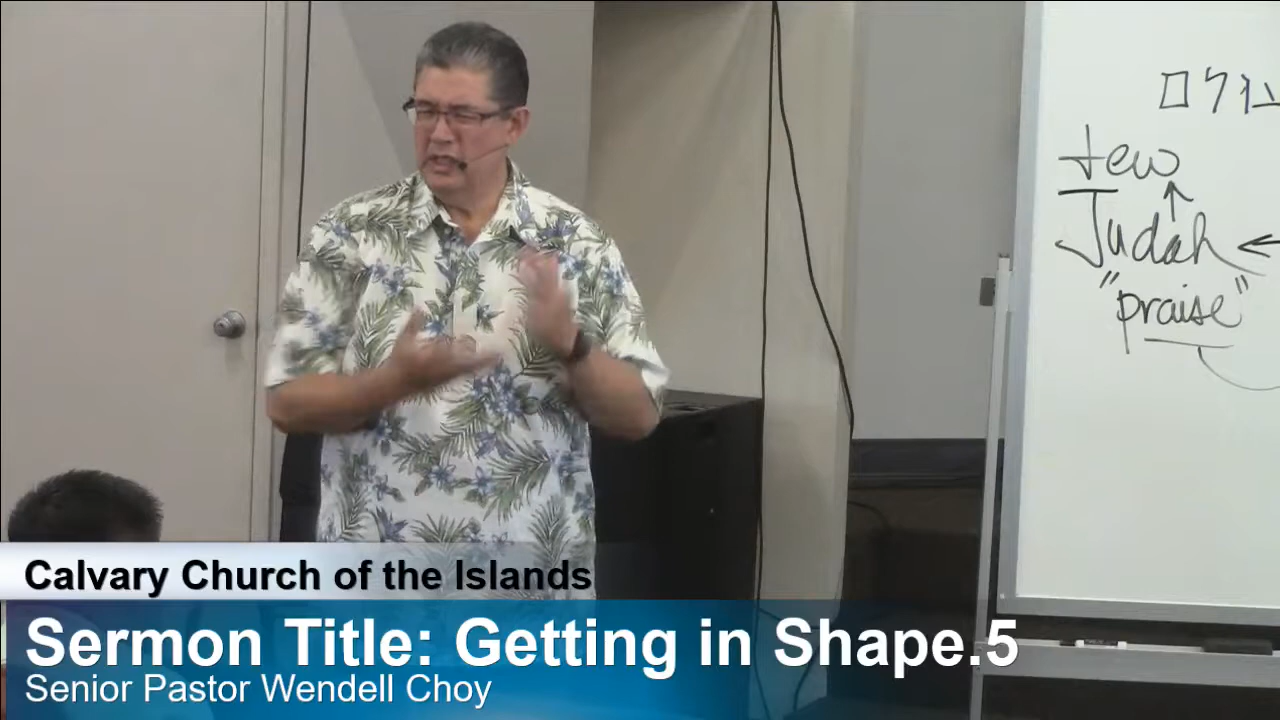 Jew
Judah ←
"praise"
Calvary Church of the Islands
Sermon Title: Getting in Shape.5
Senior Pastor Wendell Choy